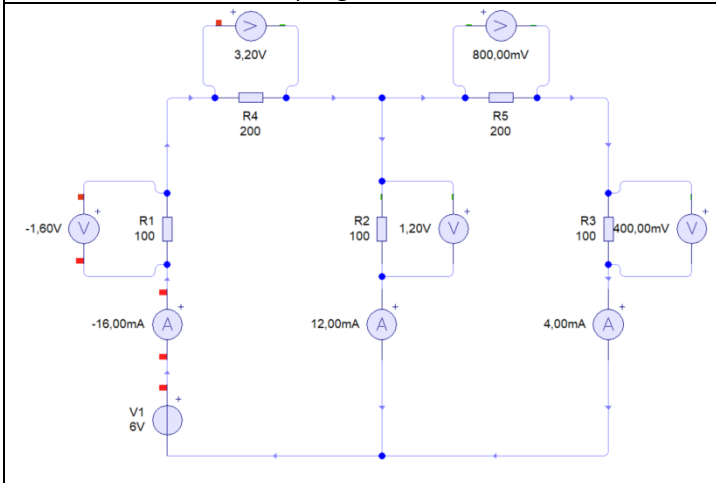 +
3,20V
R4
200
+
800,00mV
R5
200
-1,60V
V
+
R1
100
R2
100
1,20V
V
+
R3
100
400,00mV
V
+
-16,00mA
A
+
12,00mA
A
+
4,00mA
A
+
V1
6V
+